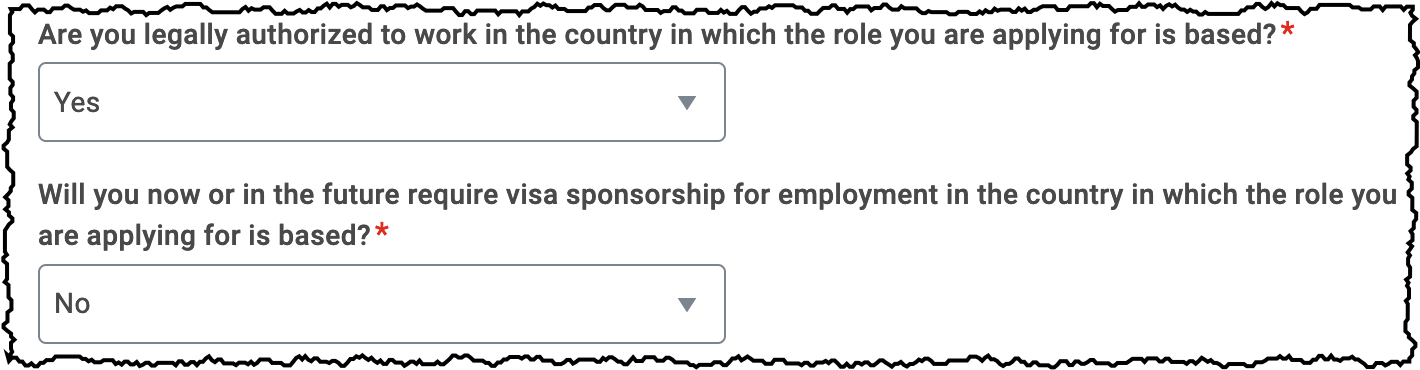 Are you legally authorized to work in the country in which the role you are applying for is based?*
Yes
Will you now or in the future require visa sponsorship for employment in the country in which the role you
are applying for is based?*
No